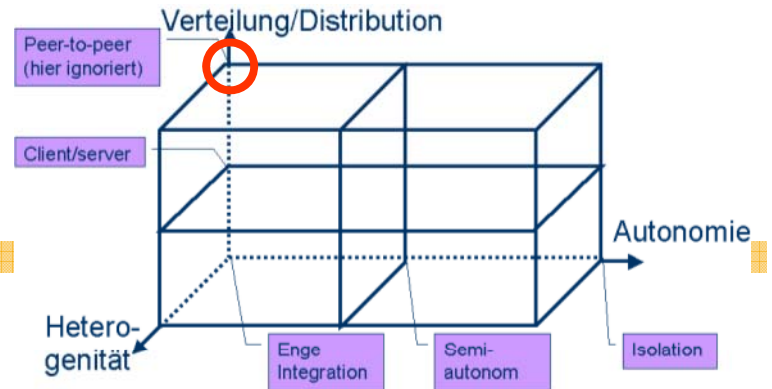 Verteilung/Distribution
Peer-to-peer
(hier ignoriert)
Client/server
Autonomie
Hetero-
genität
Enge
Integration
Semi-
autonom
Isolation